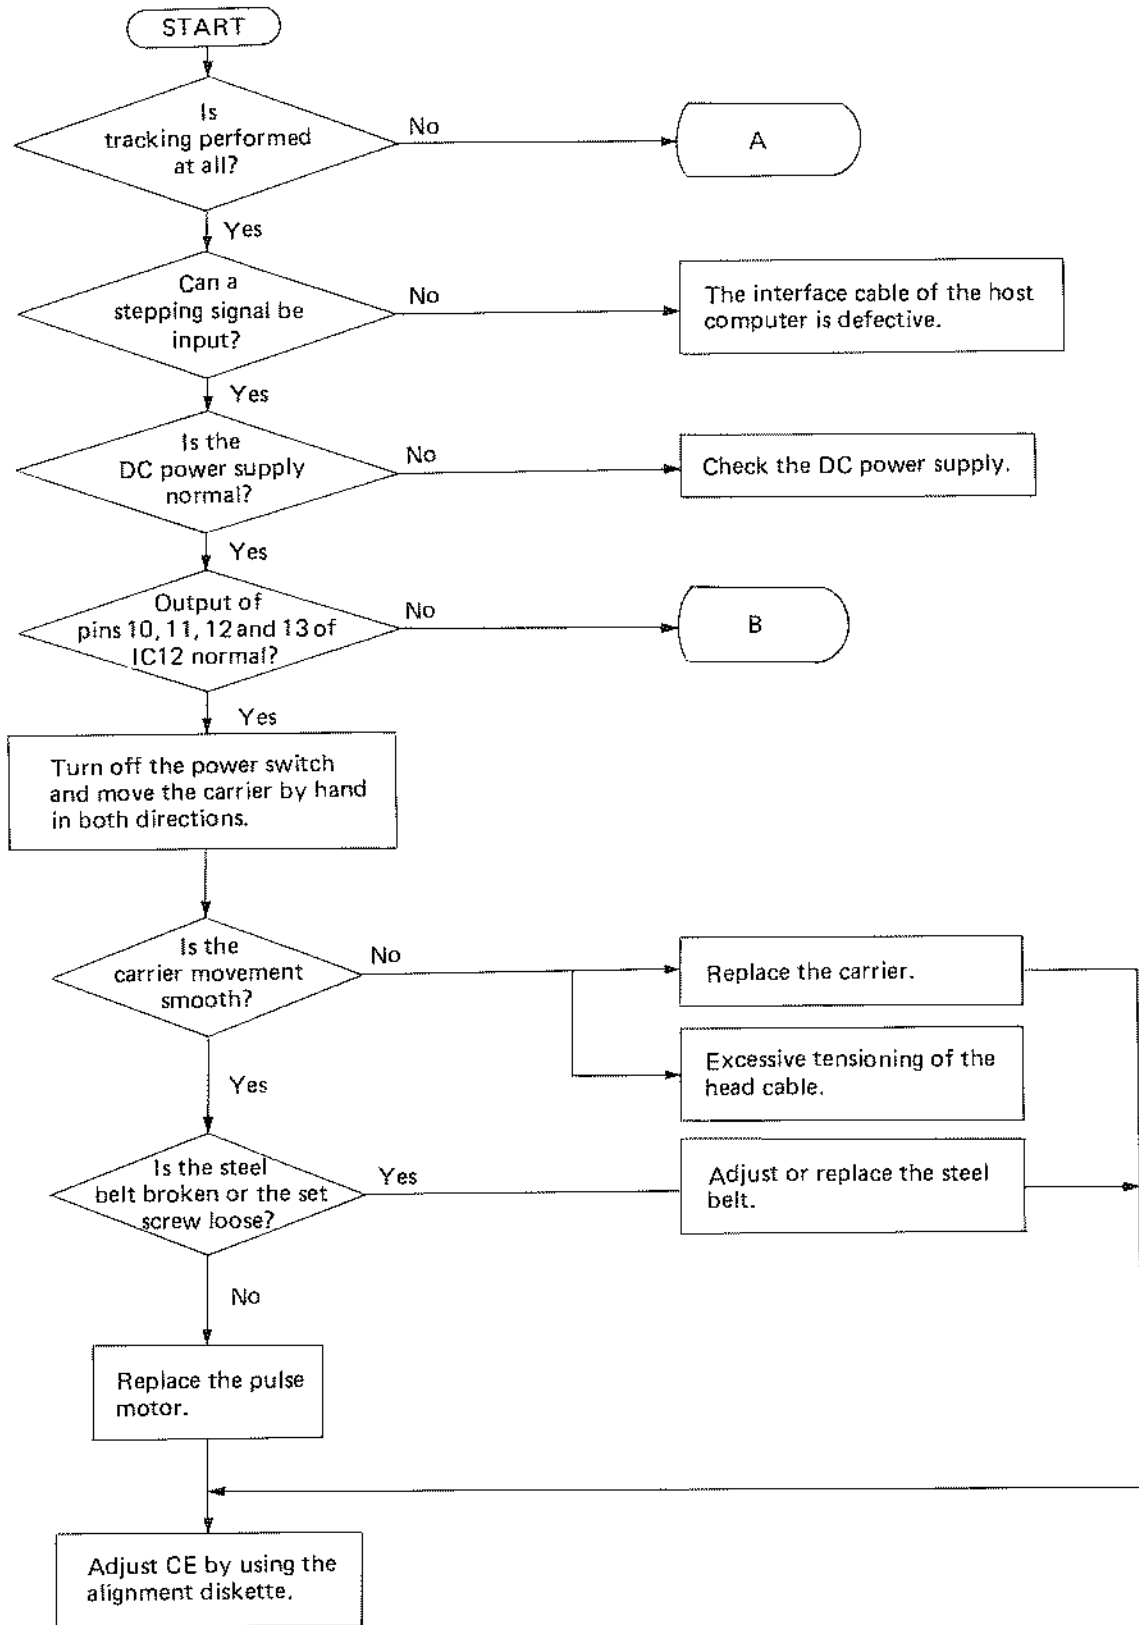 START
Is
tracking performed
at all?
No
A
Yes
Can a
stepping signal be
input?
No
The interface cable of the host
computer is defective.
Yes
Is the
DC power supply
normal?
No
Check the DC power supply.
Yes
Output of
pins 10, 11, 12 and 13 of
IC12 normal?
No
B
Yes
Turn off the power switch
and move the carrier by hand
in both directions.
Is the
carrier movement
smooth?
No
Replace the carrier.
Excessive tensioning of the
head cable.
Yes
Is the steel
belt broken or the set
screw loose?
Yes
Adjust or replace the steel
belt.
No
Replace the pulse
motor.
Adjust CE by using the
alignment diskette.